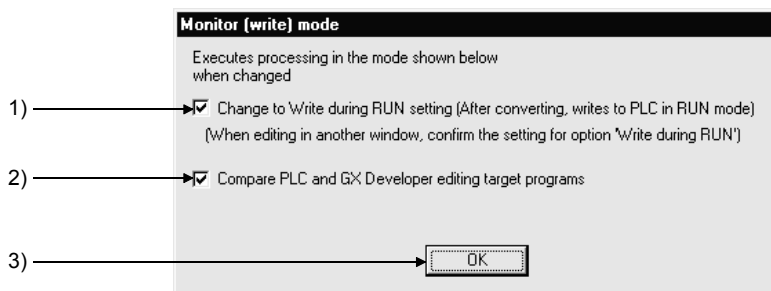 Monitor (write) mode
Executes processing in the mode shown below
when changed
1)
Change to Write during RUN setting (After converting, writes to PLC in RUN mode)
(When editing in another window, confirm the setting for option 'Write during RUN')
2)
Compare PLC and GX Developer editing target programs
3)
OK